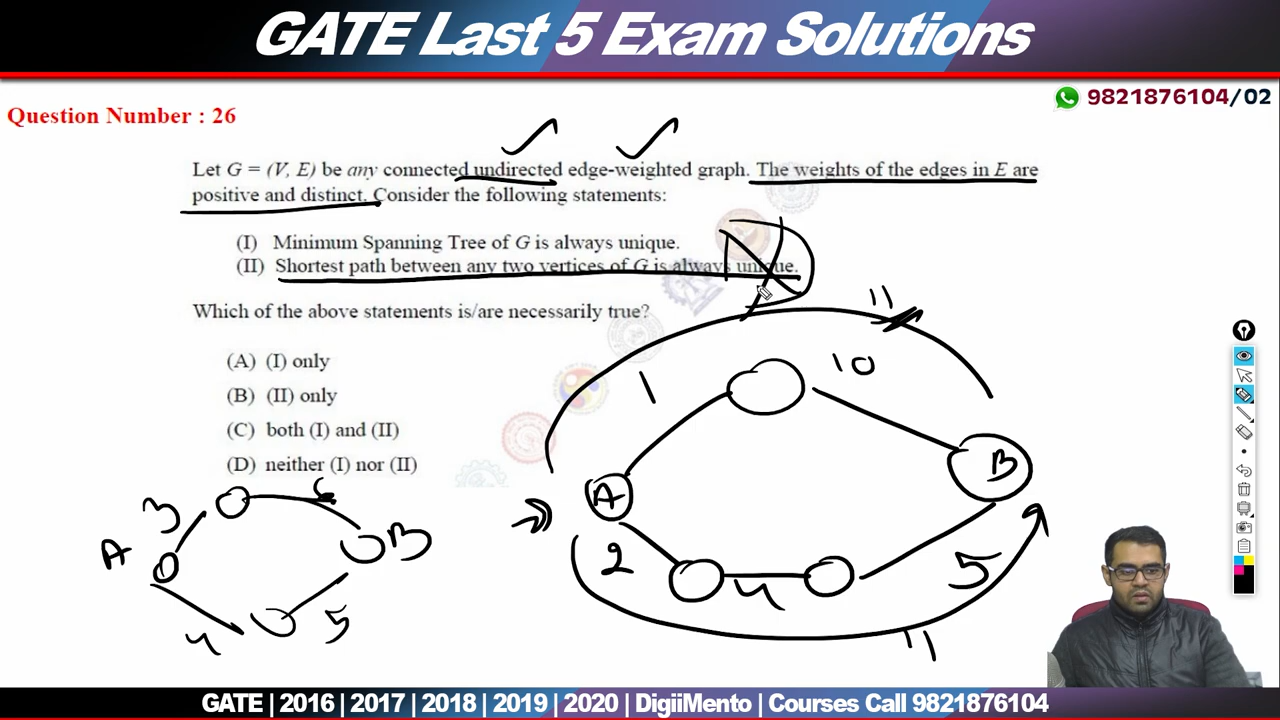 GATE Last 5 Exam Solutions
9821876104/02
Question Number : 26
Let G = (V, E) be any connected undirected edge-weighted graph. The weights of the edges in E are
positive and distinct. Consider the following statements:
(I) Minimum Spanning Tree of G is always unique.
(II) Shortest path between any two vertices of G is always unique.
Which of the above statements is/are necessarily true?
(A) (I) only
(B) (II) only
(C) both (I) and (II)
(D) neither (I) nor (II)
11
1
10
A
B
2
4
5
11
3
6
A
B
4
5
GATE | 2016 | 2017 | 2018 | 2019 | 2020 | DigiiMento | Courses Call 9821876104